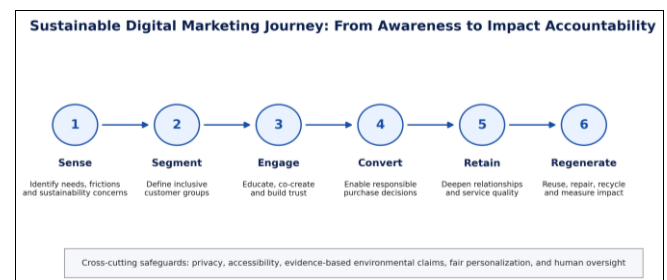 Sustainable Digital Marketing Journey: From Awareness to Impact Accountability
1
2
3
4
5
6
Sense
Segment
Engage
Convert
Retain
Regenerate
Identify needs, frictions
and sustainability concerns
Define inclusive
customer groups
Educate, co-create
and build trust
Enable responsible
purchase decisions
Deepen relationships
and service quality
Reuse, repair, recycle
and measure impact
Cross-cutting safeguards: privacy, accessibility, evidence-based environmental claims, fair personalization, and human oversight